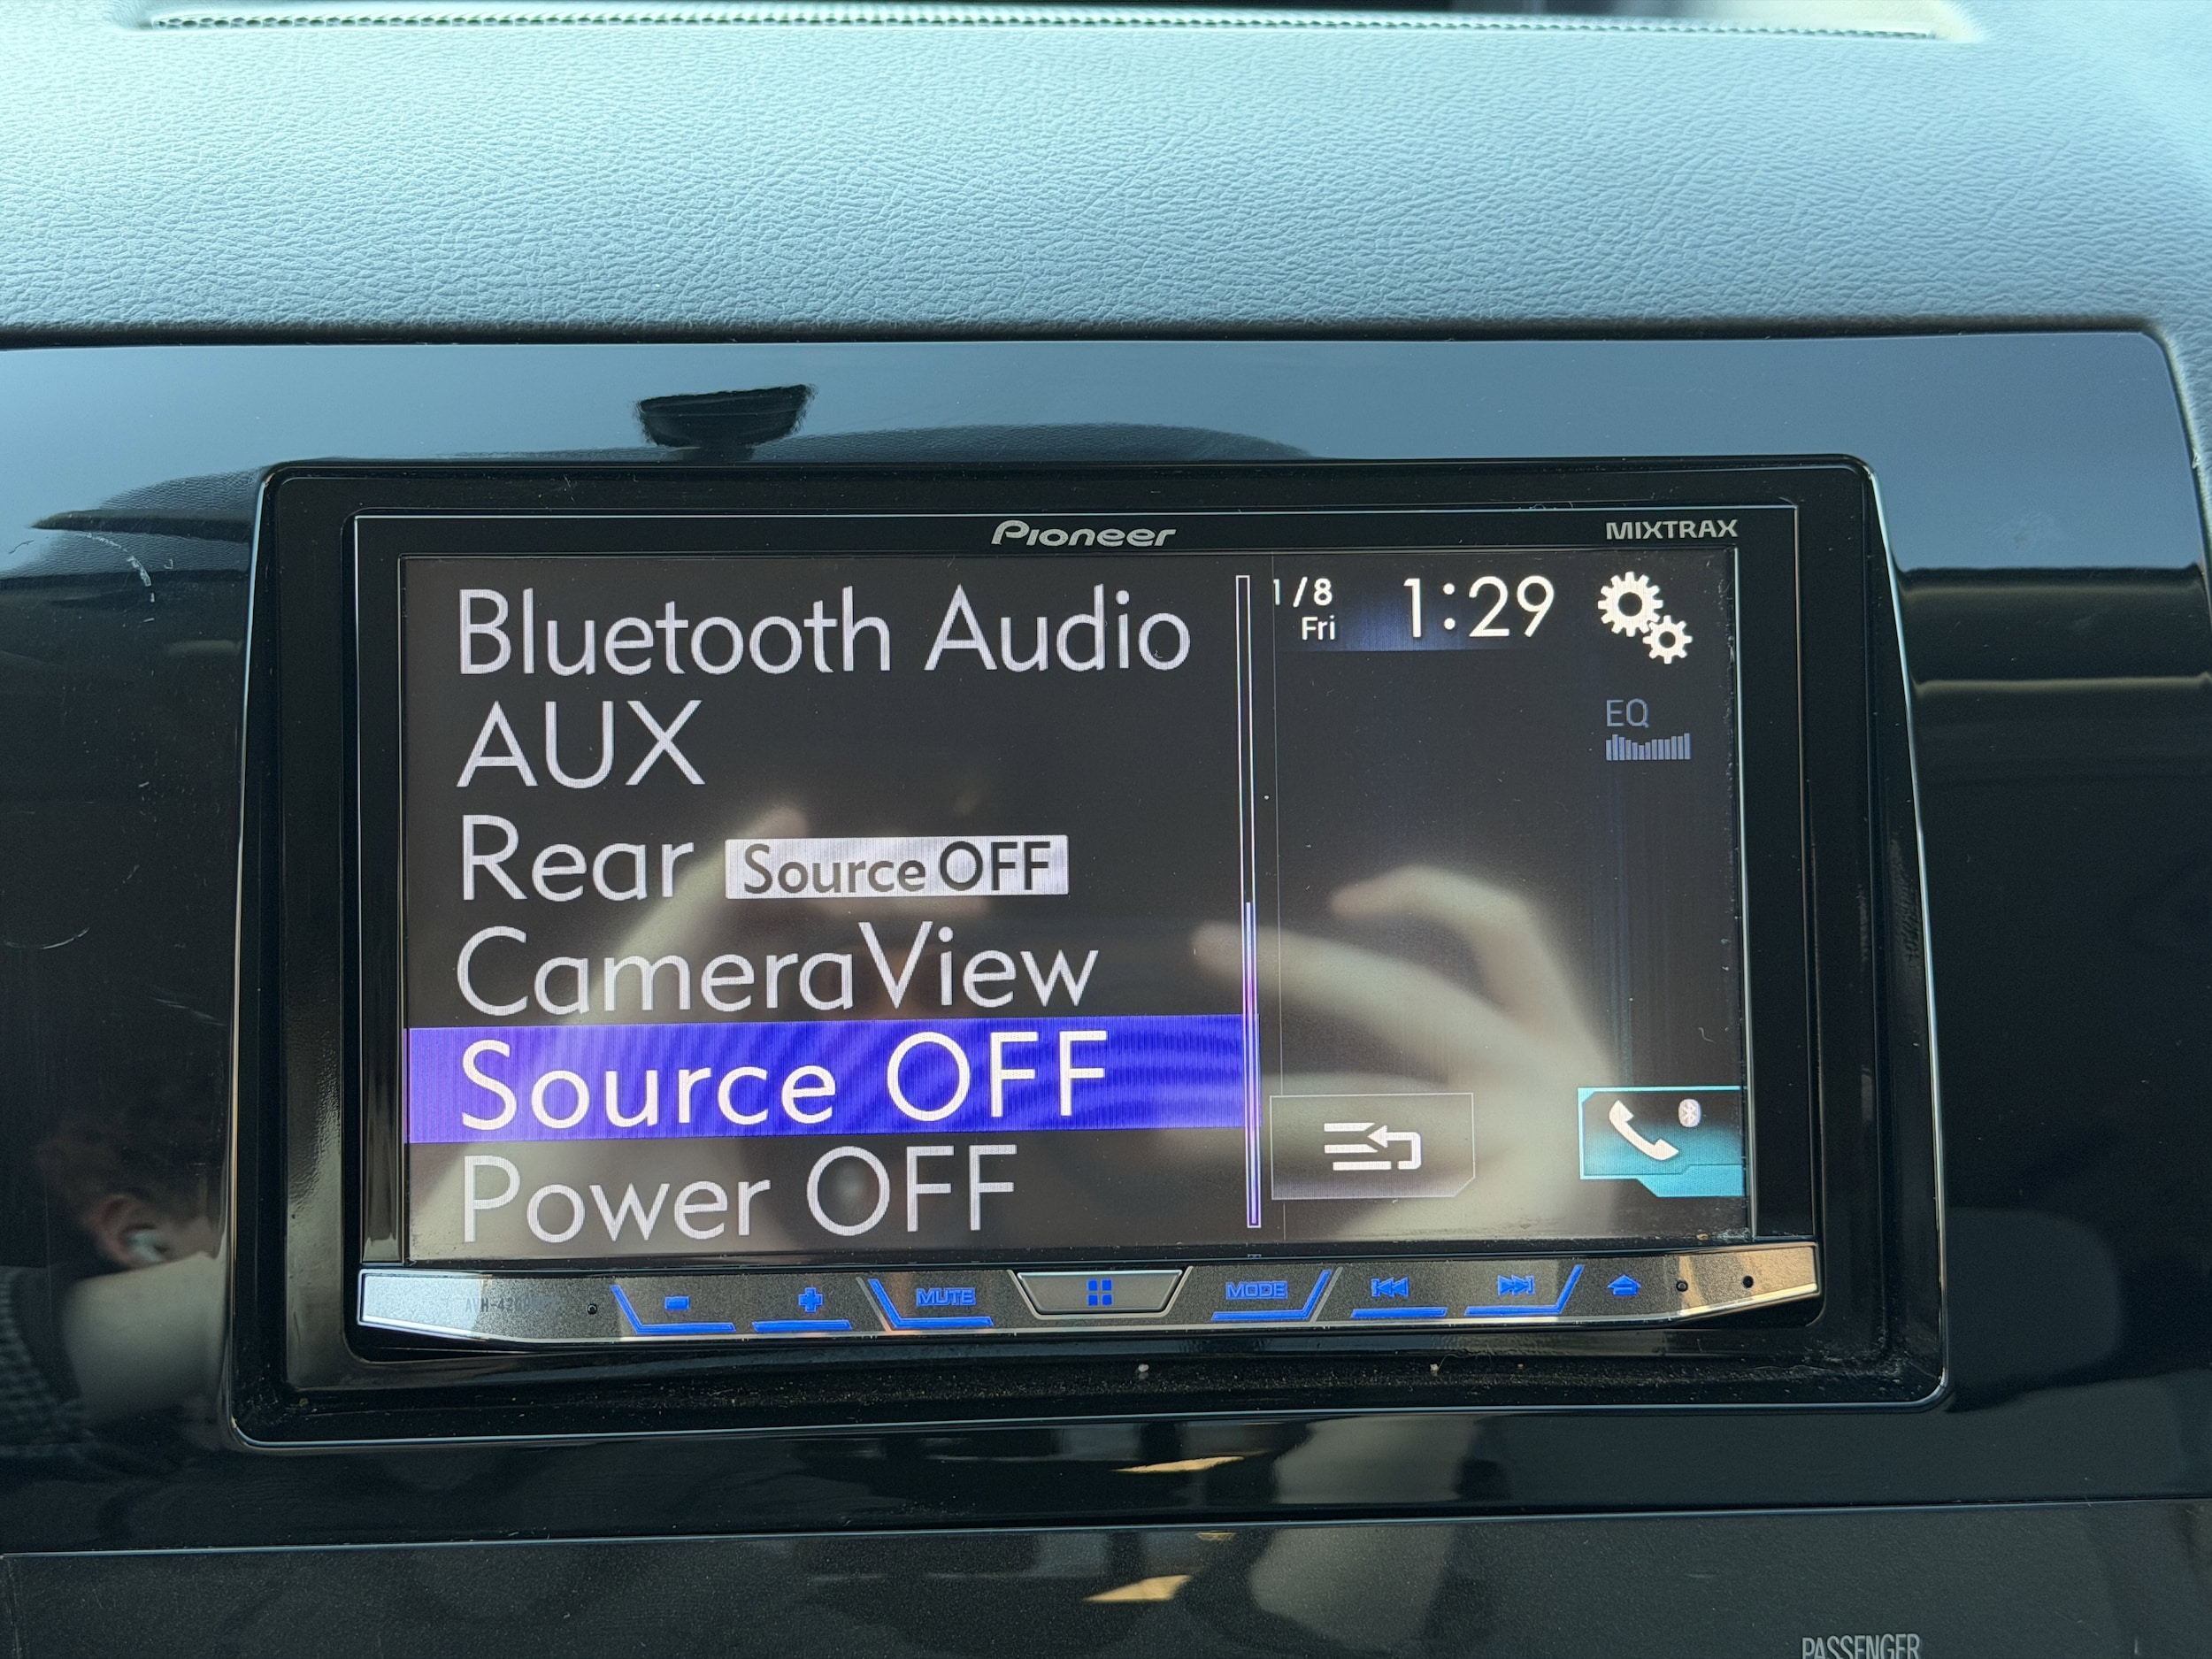 Pioneer
MIXTRAX
Bluetooth Audio
AUX
Rear Source OFF
CameraView
Source OFF
Power OFF
1/8
Fri
1:29
EQ
MUTE
MODE
PASSENGER